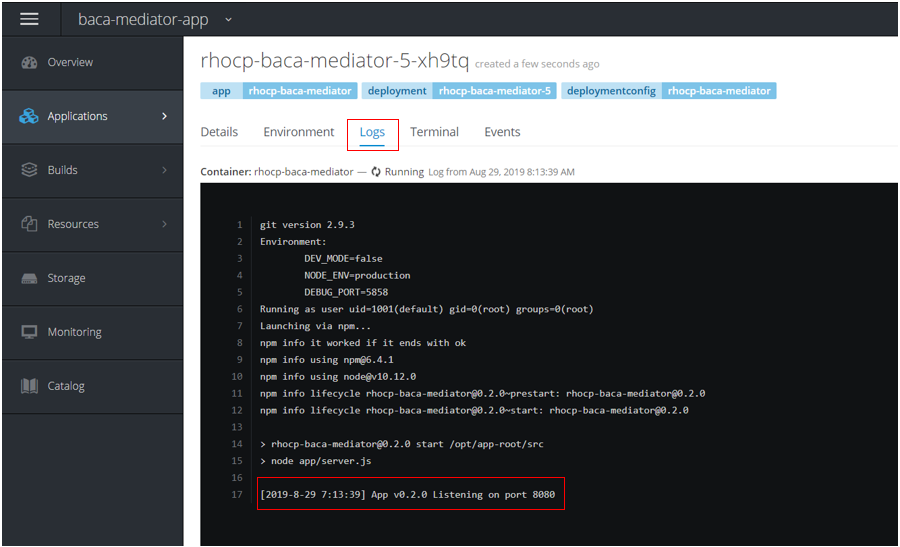 baca-mediator-app
Overview
Applications
Builds
Resources
Storage
Monitoring
Catalog
rhocp-baca-mediator-5-xh9tq created a few seconds ago
app rhocp-baca-mediator deployment rhocp-baca-mediator-5 deploymentconfig rhocp-baca-mediator
Details Environment Logs Terminal Events
Container: rhocp-baca-mediator — Running Log from Aug 29, 2019 8:13:39 AM
1 git version 2.9.3
2 Environment:
3 DEV_MODE=false
4 NODE_ENV=production
5 DEBUG_PORT=5858
6 Running as user uid=1001(default) gid=0(root) groups=0(root)
7 Launching via npm...
8 npm info it worked if it ends with ok
9 npm info using npm@6.4.1
10 npm info using node@v10.12.0
11 npm info lifecycle rhocp-baca-mediator@0.2.0~prestart: rhocp-baca-mediator@0.2.0
12 npm info lifecycle rhocp-baca-mediator@0.2.0~start: rhocp-baca-mediator@0.2.0
13
14 > rhocp-baca-mediator@0.2.0 start /opt/app-root/src
15 > node app/server.js
16
17 [2019-8-29 7:13:39] App v0.2.0 Listening on port 8080